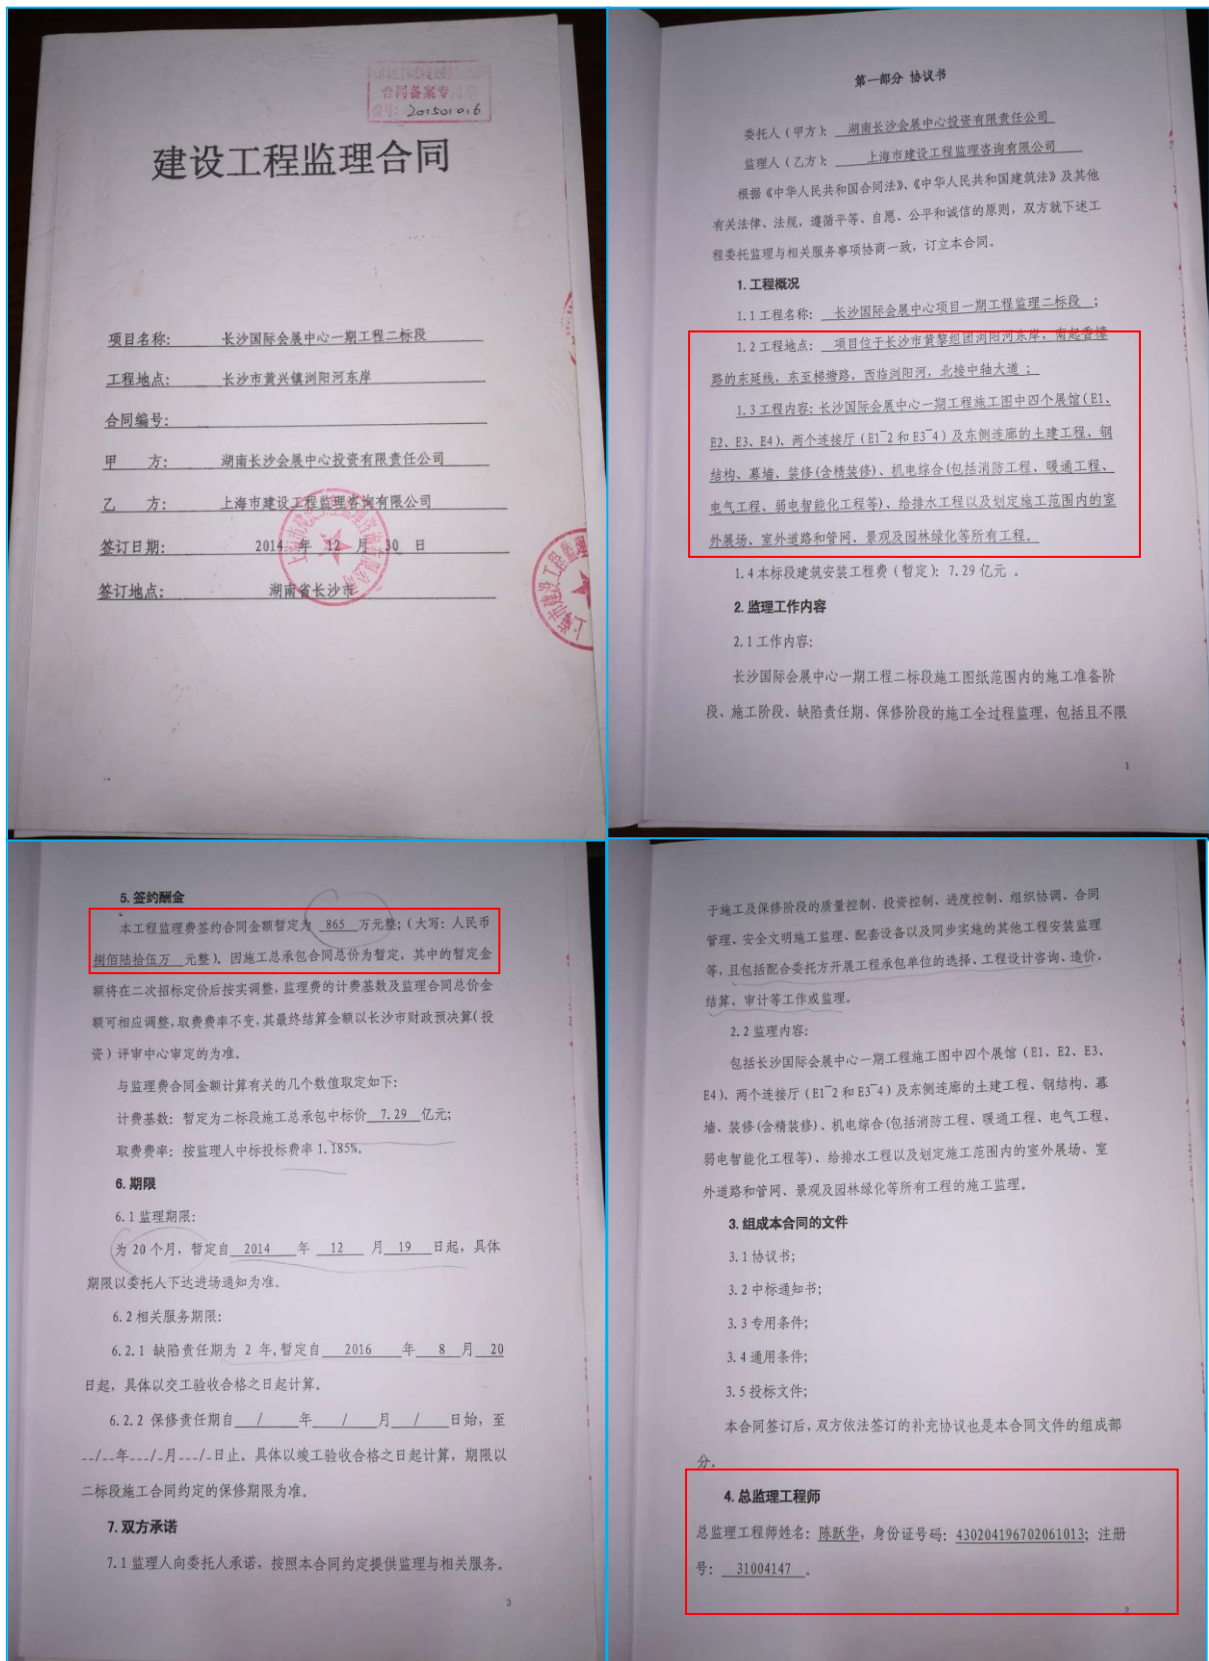 合同备案专用
编号: 201501016
建设工程监理合同
项目名称: 长沙国际会展中心一期工程二标段
工程地点: 长沙市黄兴镇浏阳河东岸
合同编号:
甲 方: 湖南长沙会展中心投资有限责任公司
乙 方: 上海市建设工程监理咨询有限公司
签订日期: 2014 年 12 月 30 日
签订地点: 湖南省长沙市
第一部分 协议书
委托人(甲方): 湖南长沙会展中心投资有限责任公司
监理人(乙方): 上海市建设工程监理咨询有限公司
根据《中华人民共和国合同法》、《中华人民共和国建筑法》及其他
有关法律、法规,遵循平等、自愿、公平和诚信的原则,双方就下述工
程委托监理与相关服务事项协商一致,订立本合同。
1.工程概况
1.1工程名称: 长沙国际会展中心项目一期工程监理二标段 ;
1.2工程地点: 项目位于长沙市黄黎组团浏阳河东岸,南起香樟
路的东延线,东至梯塘路,西临浏阳河,北接中轴大道;
1.3工程内容:长沙国际会展中心一期工程施工图中四个展馆(E1、
E2、E3、E4)、两个连接厅(E1¯2和E3¯4)及东侧连廊的土建工程、钢
结构、幕墙、装修(含精装修)、机电综合(包括消防工程、暖通工程、
电气工程、弱电智能化工程等)、给排水工程以及划定施工范围内的室
外展场、室外道路和管网、景观及园林绿化等所有工程。
1.4本标段建筑安装工程费(暂定): 7.29亿元 。
2.监理工作内容
2.1工作内容:
长沙国际会展中心一期工程二标段施工图纸范围内的施工准备阶
段、施工阶段、缺陷责任期、保修阶段的施工全过程监理,包括且不限
1
5.签约酬金
本工程监理费签约合同金额暂定为 865 万元整;(大写:人民币
捌佰陆拾伍万 元整)。因施工总承包合同总价为暂定,其中的暂定金
额将在二次招标定价后按实调整,监理费的计费基数及监理合同总价金
额可相应调整,取费费率不变,其最终结算金额以长沙市财政预决算(投
资)评审中心审定的为准。
与监理费合同金额计算有关的几个数值取定如下:
计费基数: 暂定为二标段施工总承包中标价 7.29 亿元;
取费费率: 按监理人中标投标费率1.185%。
6.期限
6.1监理期限:
为20个月,暂定自 2014 年 12 月 19 日起,具体
期限以委托人下达进场通知为准。
6.2相关服务期限:
6.2.1 缺陷责任期为 2 年,暂定自 2016 年 8 月 20
日起,具体以交工验收合格之日起计算。
6.2.2 保修责任期自 / 年 / 月 / 日始,至
--/--年---/-月---/-日止,具体以竣工验收合格之日起计算,期限以
二标段施工合同约定的保修期限为准。
7.双方承诺
7.1监理人向委托人承诺,按照本合同约定提供监理与相关服务。
3
于施工及保修阶段的质量控制、投资控制、进度控制、组织协调、合同
管理、安全文明施工监理、配套设备以及同步实施的其他工程安装监理
等,且包括配合委托方开展工程承包单位的选择、工程设计咨询、造价、
结算、审计等工作或监理。
2.2监理内容:
包括长沙国际会展中心一期工程施工图中四个展馆(E1、E2、E3、
E4)、两个连接厅(E1¯2和E3¯4)及东侧连廊的土建工程、钢结构、幕
墙、装修(含精装修)、机电综合(包括消防工程、暖通工程、电气工程、
弱电智能化工程等)、给排水工程以及划定施工范围内的室外展场、室
外道路和管网、景观及园林绿化等所有工程的施工监理。
3.组成本合同的文件
3.1协议书;
3.2中标通知书;
3.3专用条件;
3.4通用条件;
3.5投标文件;
本合同签订后,双方依法签订的补充协议也是本合同文件的组成部
分。
4.总监理工程师
总监理工程师姓名: 陈跃华, 身份证号码: 430204196702061013; 注册
号: 31004147 。
2